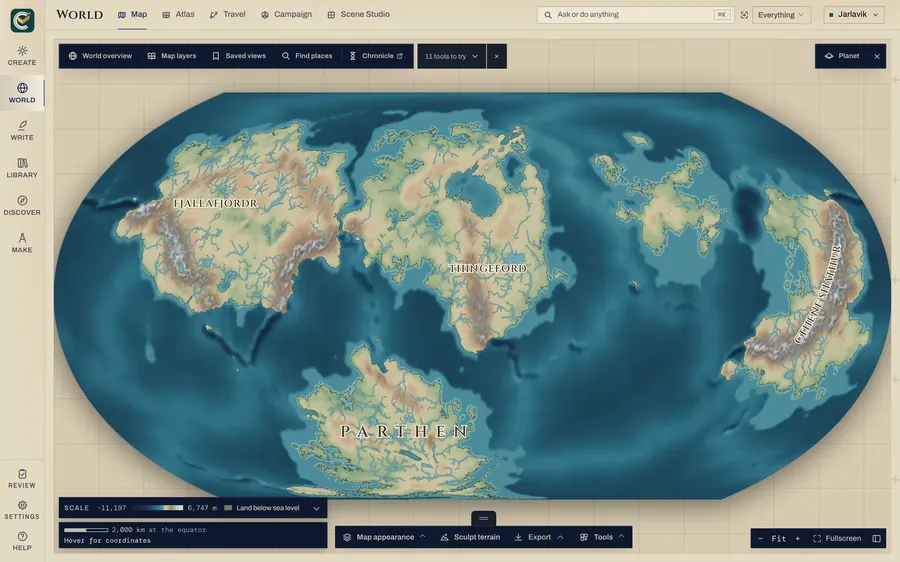 WORLD
Map
Atlas
Travel
Campaign
Scene Studio
Ask or do anything
⌘K
Everything
Jarlavik
CREATE
WORLD
WRITE
LIBRARY
DISCOVER
MAKE
REVIEW
SETTINGS
HELP
World overview
Map layers
Saved views
Find places
Chronicle
11 tools to try
×
Planet
×
FJALLAFJORDR
THINGEFORD
PARTHEN
SCALE -11,197 6,747 m Land below sea level
2,000 km at the equator
Hover for coordinates
Map appearance
Sculpt terrain
Export
Tools
− Fit +
Fullscreen